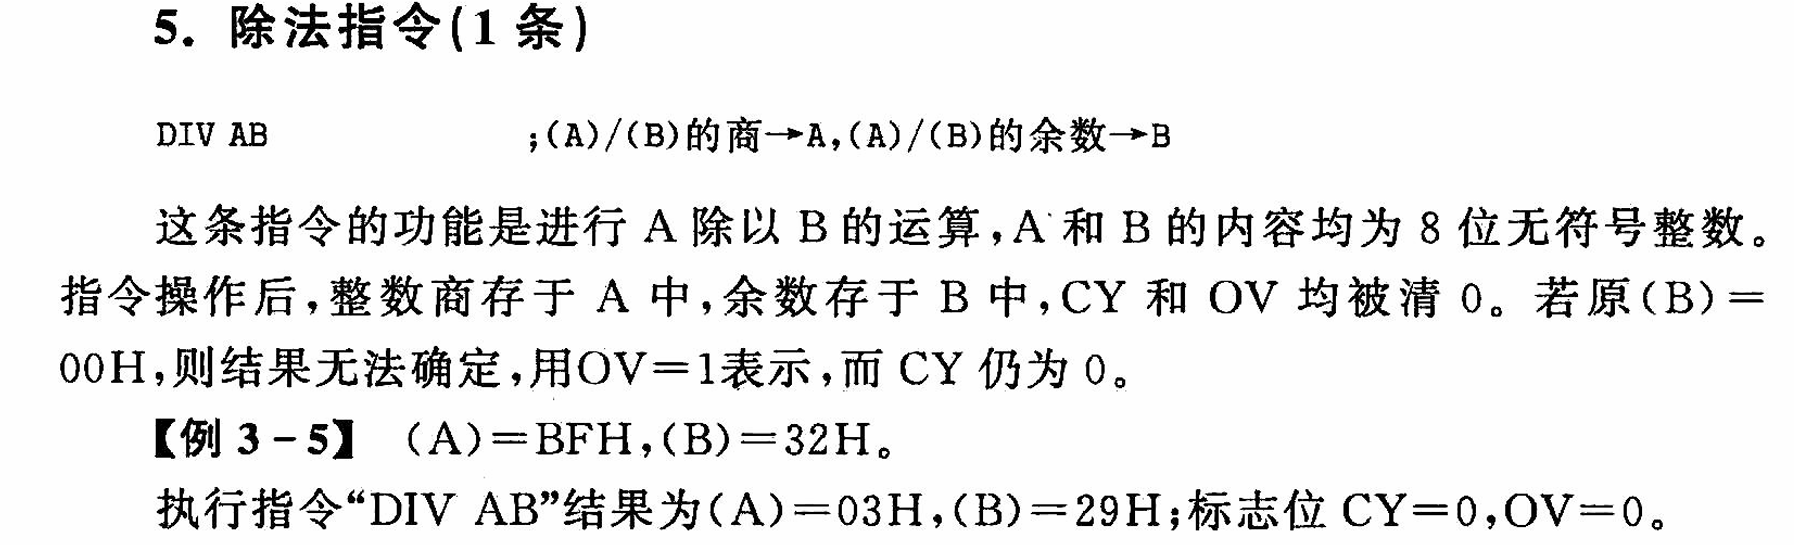 5. 除法指令(1 条)
DIV AB ;(A)/(B)的商→A,(A)/(B)的余数→B
这条指令的功能是进行 A 除以 B 的运算,A 和 B 的内容均为 8 位无符号整数。
指令操作后,整数商存于 A 中,余数存于 B 中,CY 和 OV 均被清 0。若原(B)=
00H,则结果无法确定,用OV=1表示,而 CY 仍为 0。
【例 3-5】 (A)=BFH,(B)=32H。
执行指令“DIV AB”结果为(A)=03H,(B)=29H;标志位 CY=0,OV=0。